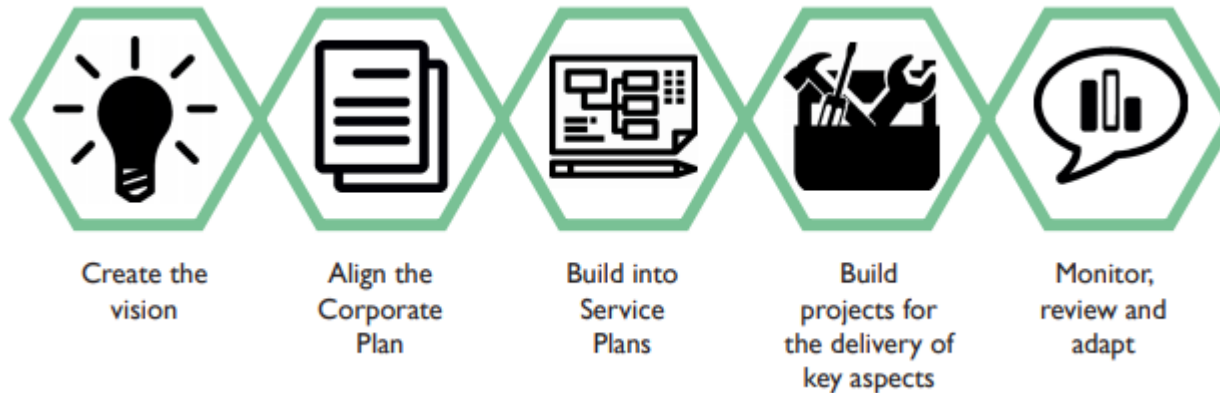 Create the
vision
Align the
Corporate
Plan
Build into
Service
Plans
Build
projects for
the delivery of
key aspects
Monitor,
review and
adapt